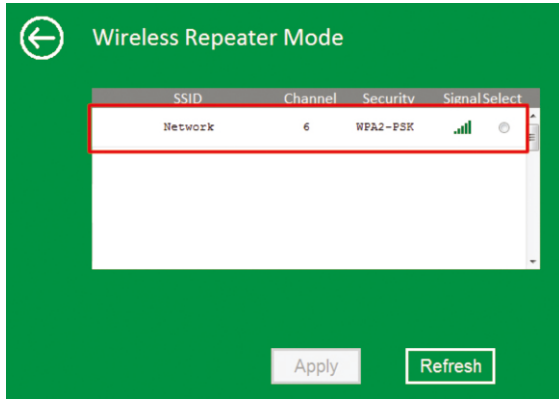 Wireless Repeater Mode
SSID Channel Security Signal Select
Network 6 WPA2-PSK
Apply Refresh